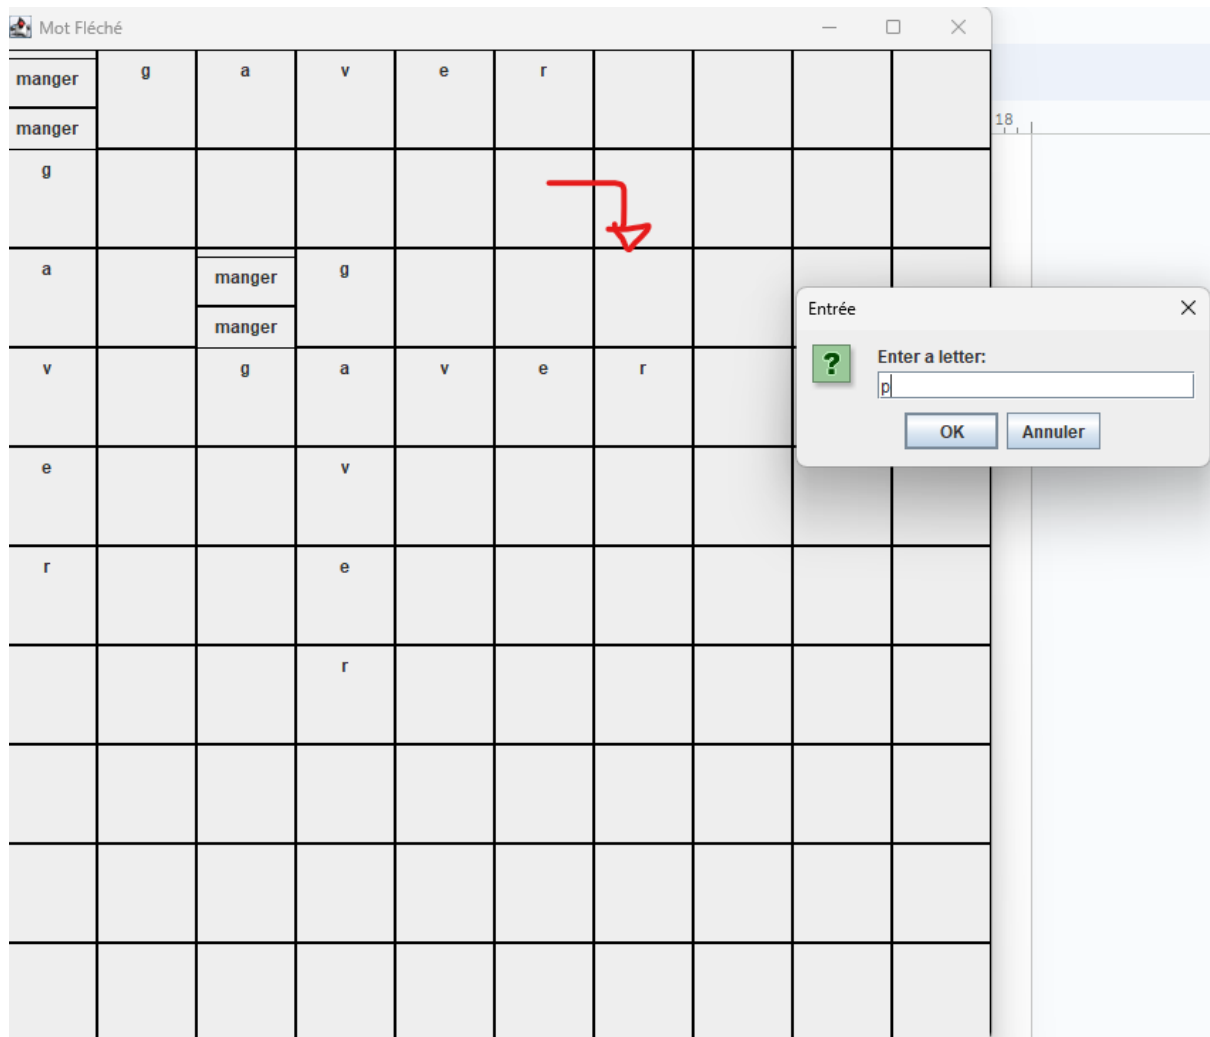 Mot Fléché
manger g a v e r
manger
18
g
a manger g
manger
Entrée
Enter a letter:
p
OK Annuler
v g a v e r
e v
r e
r